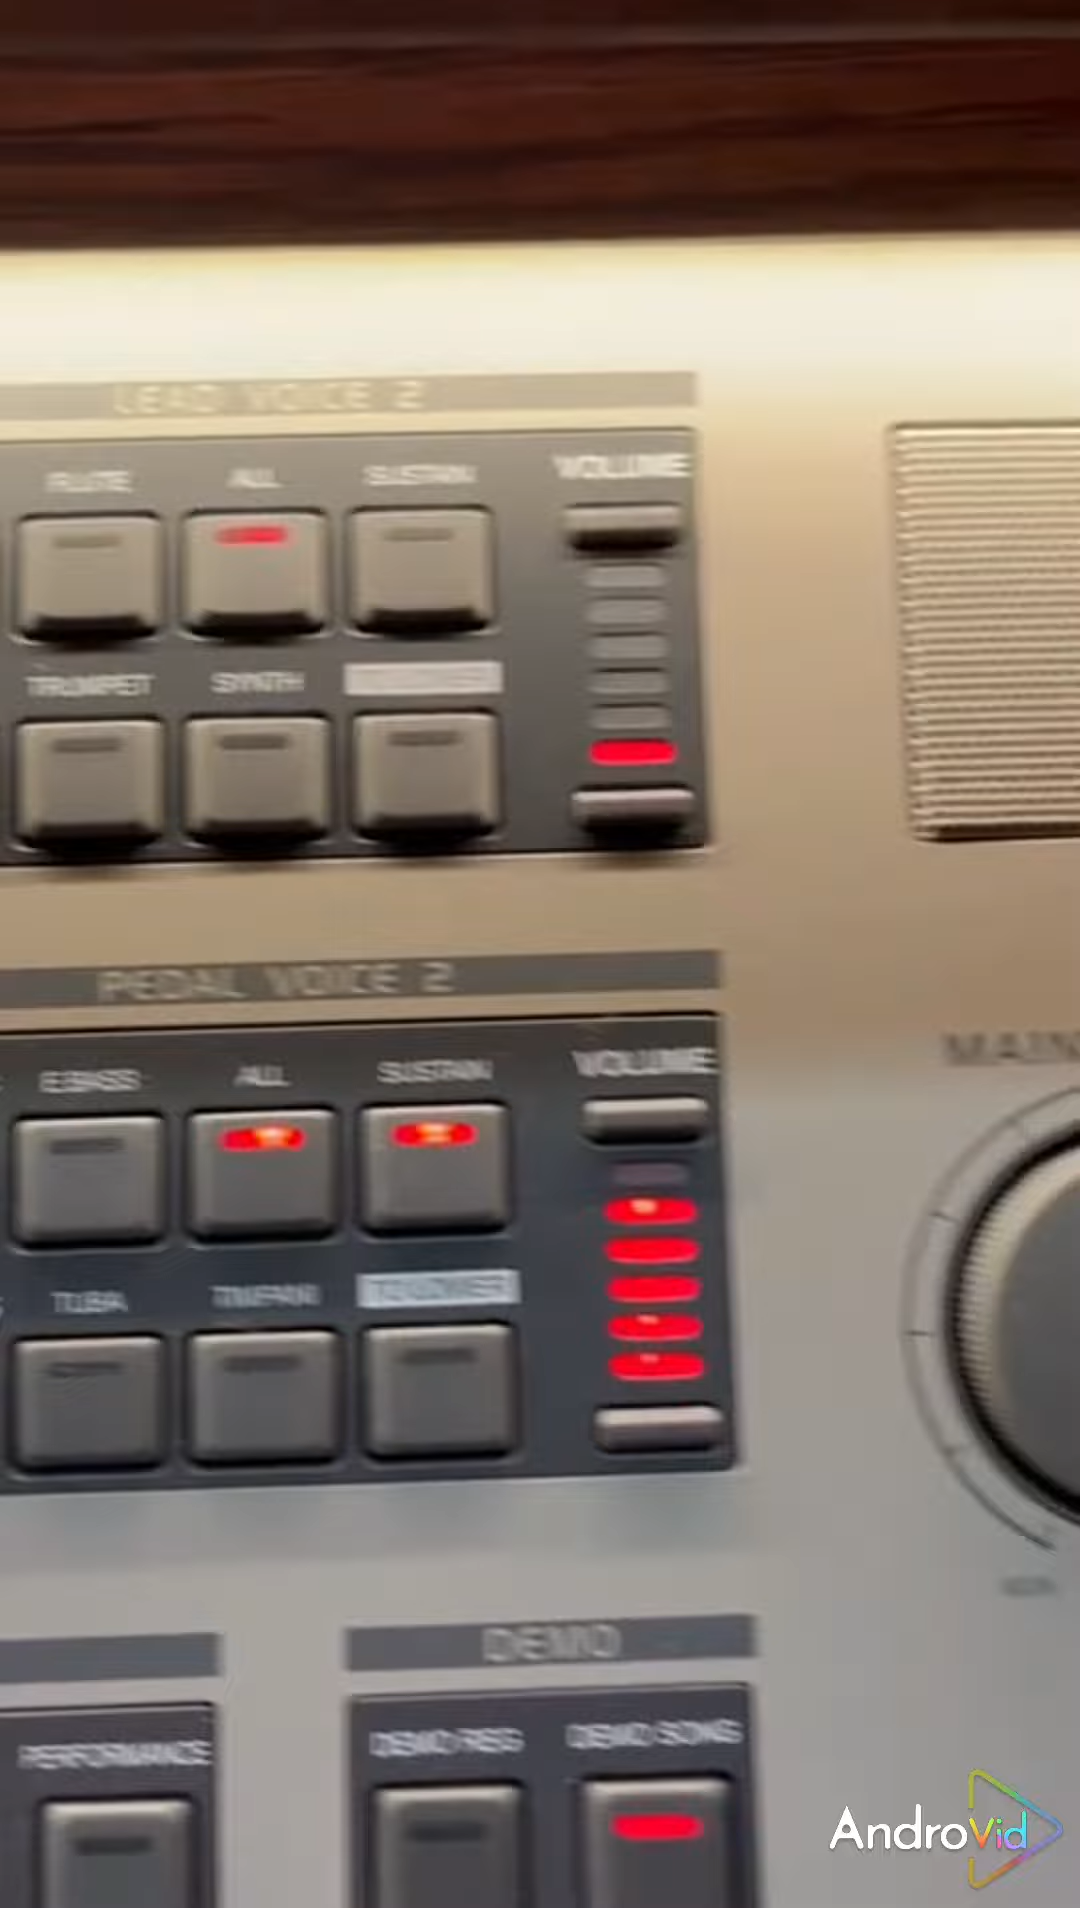 LEAD VOICE 2
FLUTE ALL SUSTAIN VOLUME
TRUMPET SYNTH
PEDAL VOICE 2
E.BASS ALL SUSTAIN VOLUME
TUBA TIMPANI
MAIN
DEMO
PERFORMANCE DEMO REG DEMO SONG
AndroVid